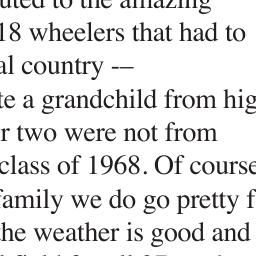 uted to the amazing
18 wheelers that had to
al country -–
te a grandchild from hig
r two were not from
class of 1968. Of course
family we do go pretty f
the weather is good and